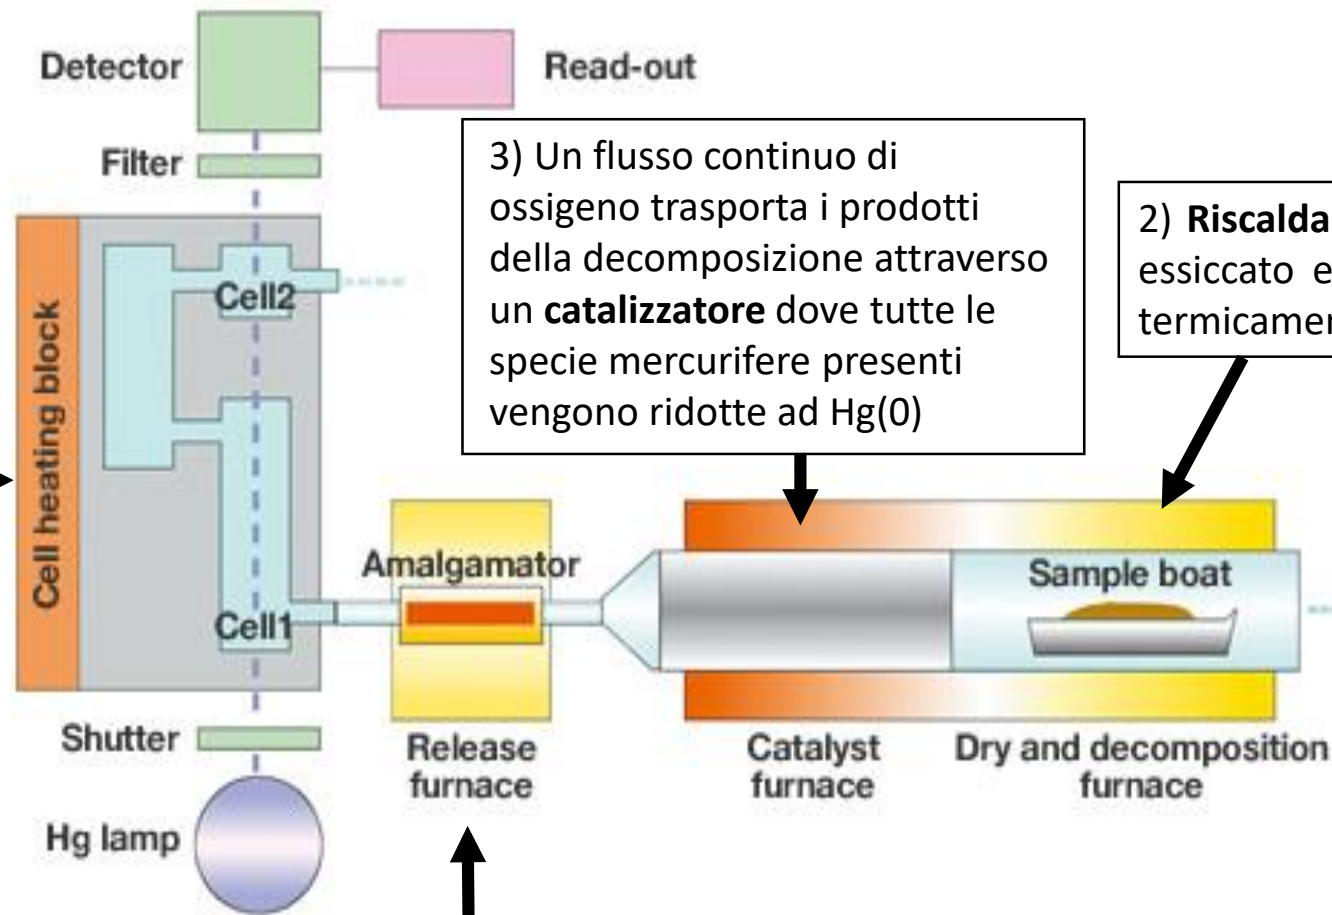 Detector
Read-out
Filter
3) Un flusso continuo di
ossigeno trasporta i prodotti
della decomposizione attraverso
un catalizzatore dove tutte le
specie mercurifere presenti
vengono ridotte ad Hg(0)
2) Riscalda
essiccato e
Cell heating block
Cell2
Cell1
Amalgamator
Sample boat
Shutter
Release
furnace
Catalyst
furnace
Dry and decomposition
furnace
Hg lamp